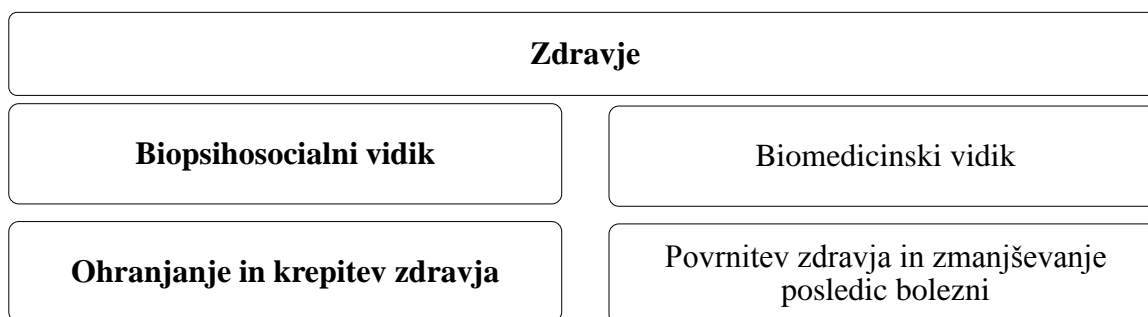 Zdravje
Biopsihosocialni vidik
Biomedicinski vidik
Ohranjanje in krepitev zdravja
Povrnitev zdravja in zmanjševanje
posledic bolezni